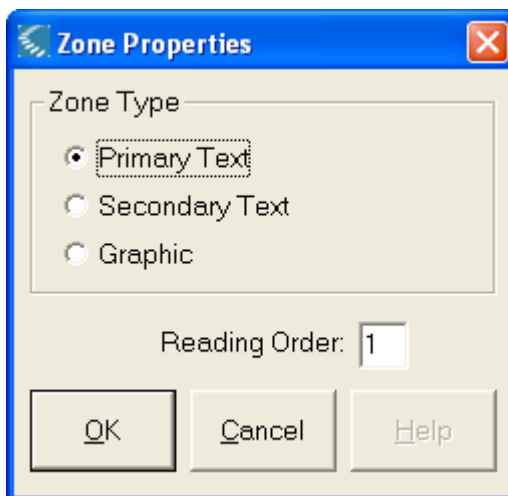 Zone Properties
Zone Type
Primary Text
Secondary Text
Graphic
Reading Order: 1
OK Cancel Help